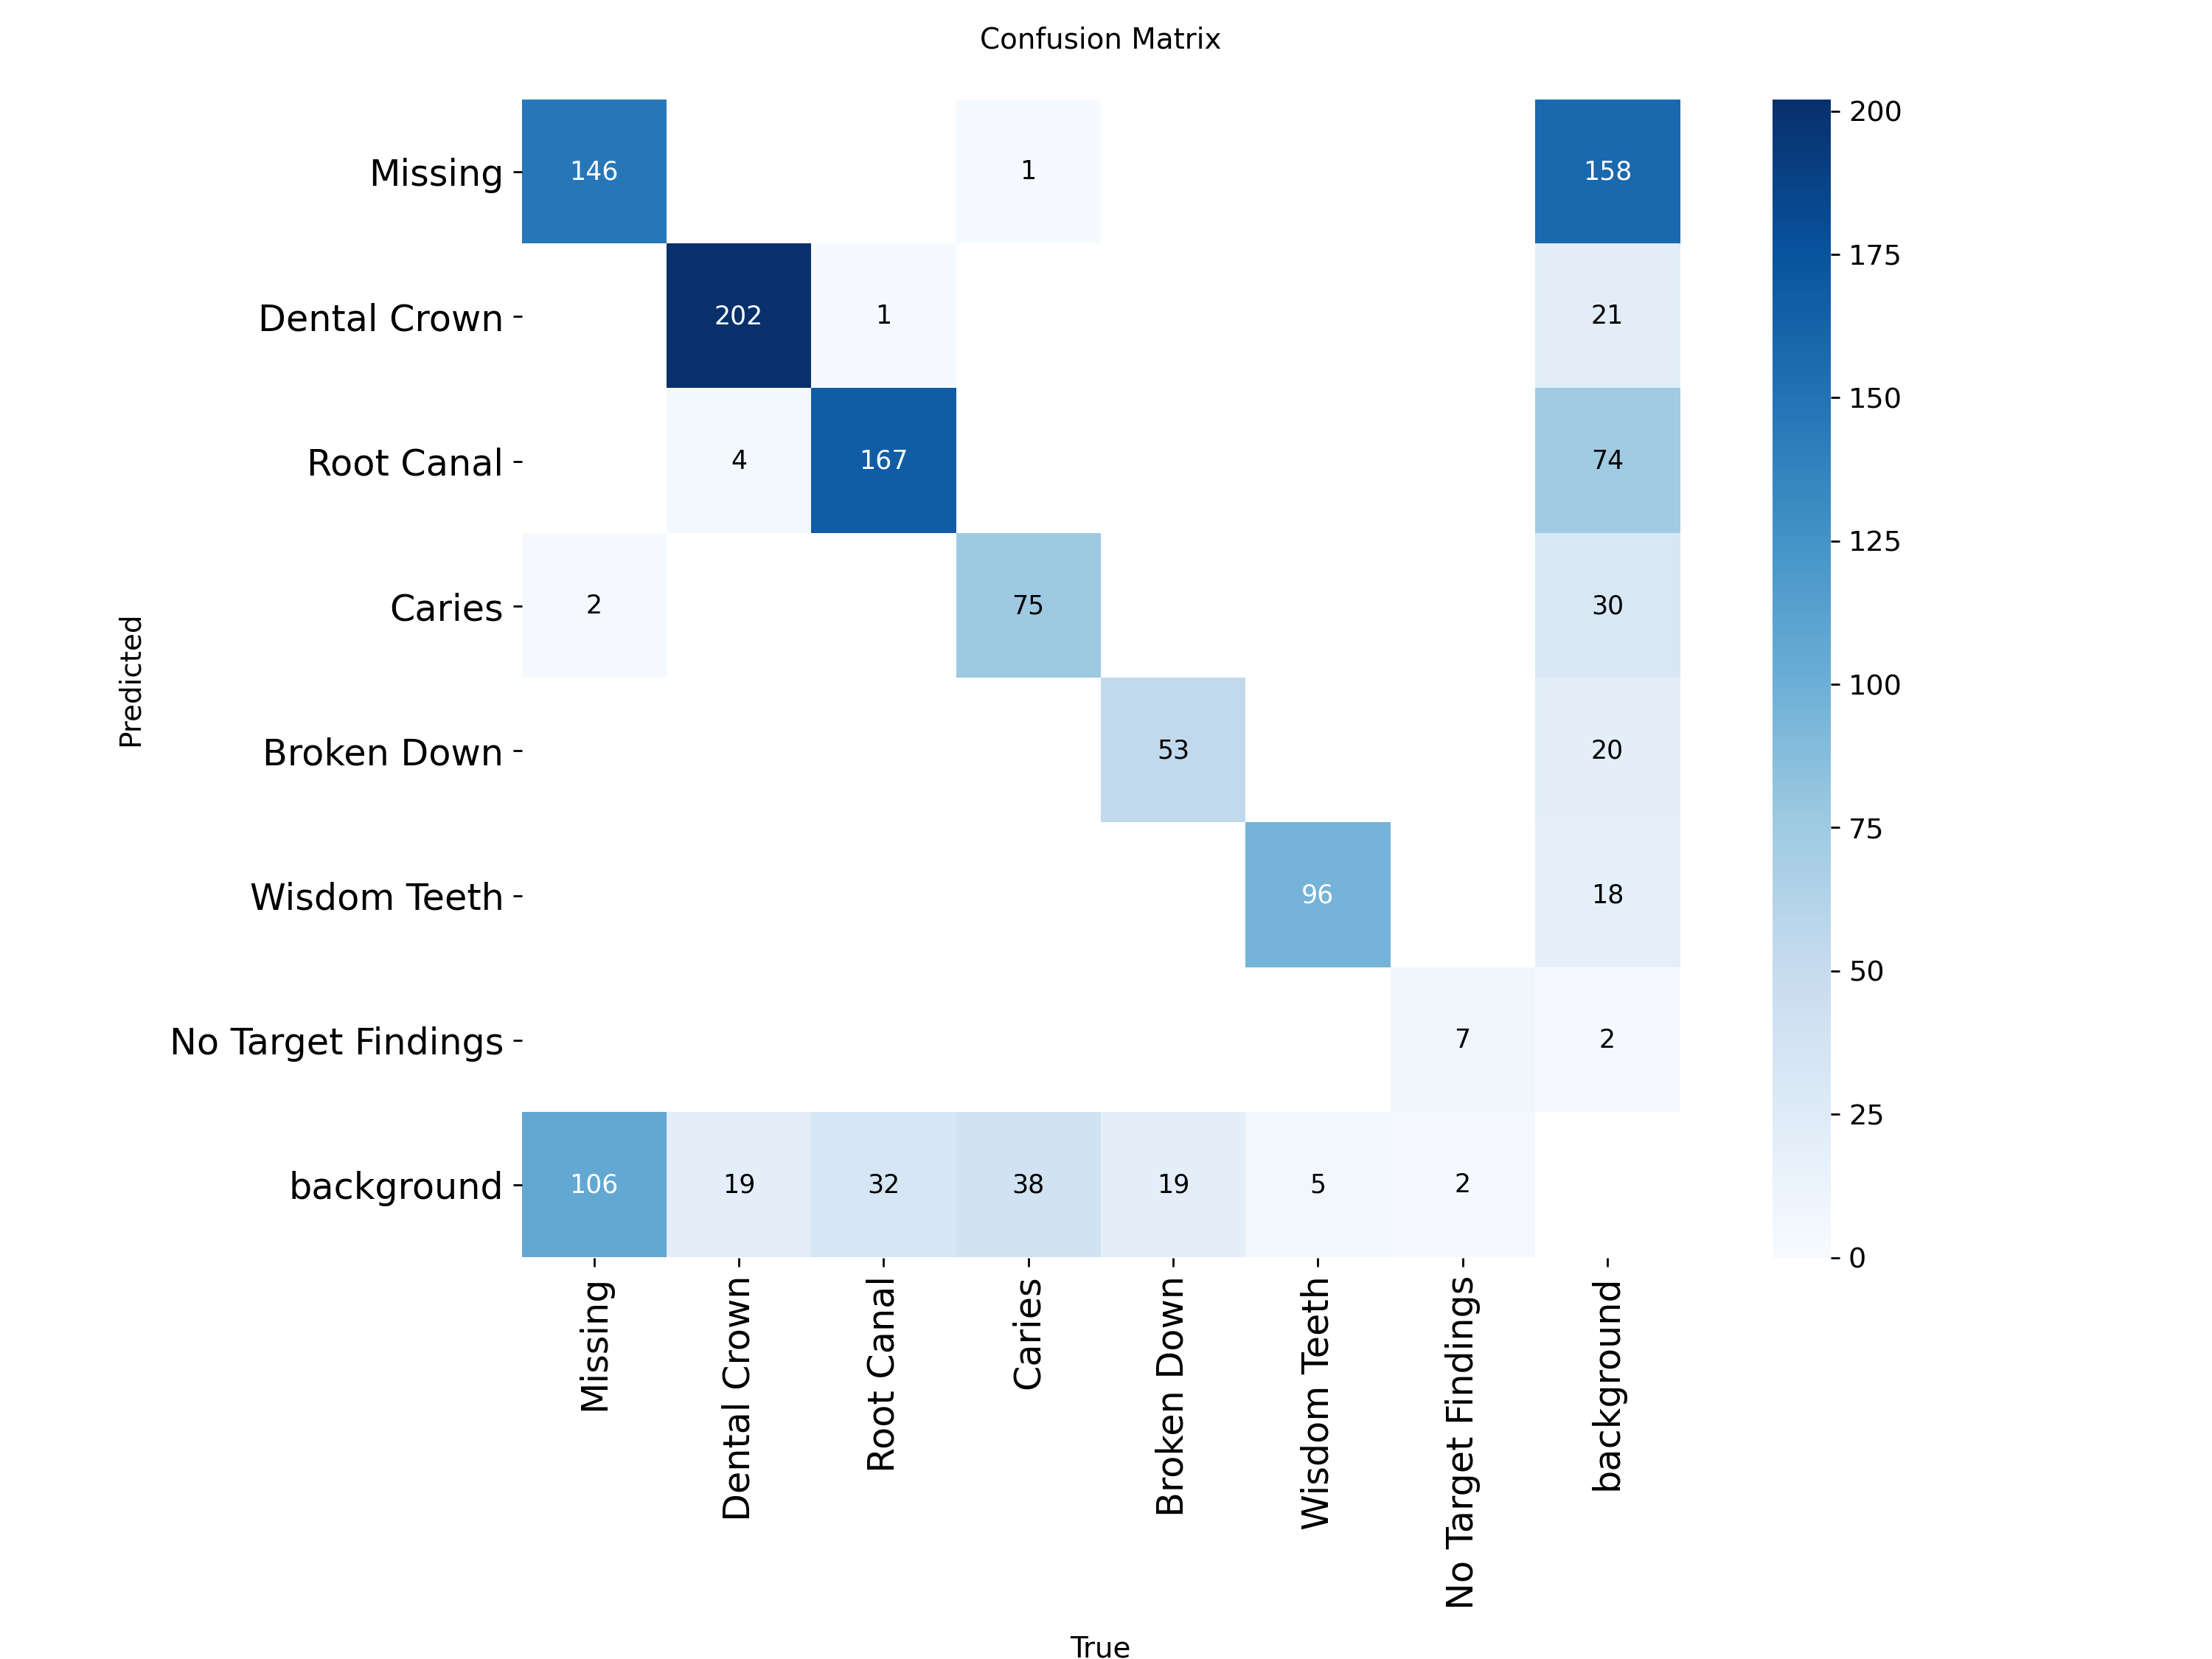 Confusion Matrix
Missing
146
1
158
Dental Crown
202
1
21
Root Canal
4
167
74
Caries
2
75
30
Broken Down
53
20
Wisdom Teeth
96
18
No Target Findings
7
2
background
106
19
32
38
19
5
2
Predicted
Missing
Dental Crown
Root Canal
Caries
Broken Down
Wisdom Teeth
No Target Findings
background
True
200
175
150
125
100
75
50
25
0